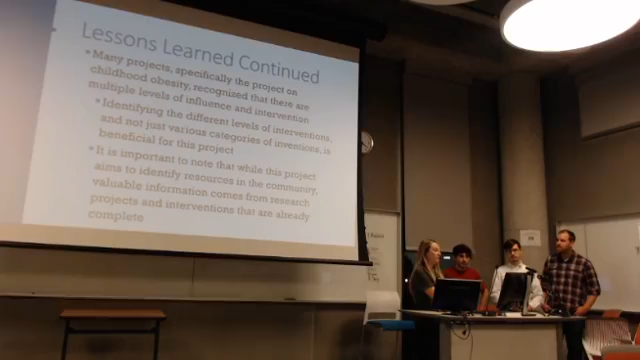 Lessons Learned Continued
•Many projects, specifically the project on
childhood obesity, recognized that there are
multiple levels of influence and intervention
•Identifying the different levels of interventions,
and not just various categories of inventions, is
beneficial for this project
•It is important to note that while this project
aims to identify resources in the community,
valuable information comes from research
projects and interventions that are already
complete